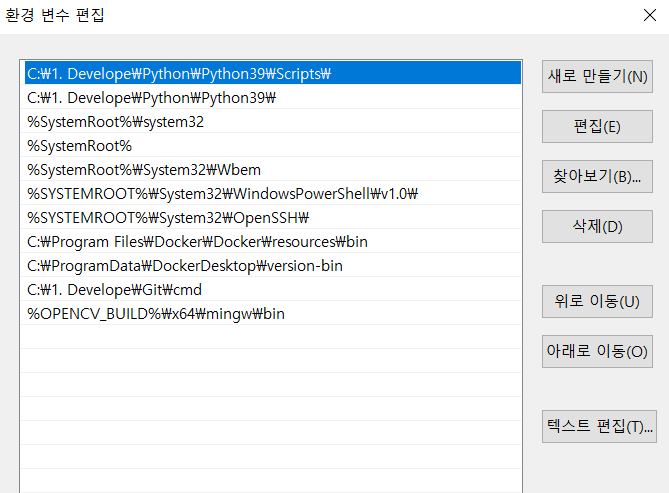 환경 변수 편집
C:₩1. Develope₩Python₩Python39₩Scripts₩
C:₩1. Develope₩Python₩Python39₩
%SystemRoot%₩system32
%SystemRoot%
%SystemRoot%₩System32₩Wbem
%SYSTEMROOT%₩System32₩WindowsPowerShell₩v1.0₩
%SYSTEMROOT%₩System32₩OpenSSH₩
C:₩Program Files₩Docker₩Docker₩resources₩bin
C:₩ProgramData₩DockerDesktop₩version-bin
C:₩1. Develope₩Git₩cmd
%OPENCV_BUILD%₩x64₩mingw₩bin
새로 만들기(N)
편집(E)
찾아보기(B)...
삭제(D)
위로 이동(U)
아래로 이동(O)
텍스트 편집(T)...